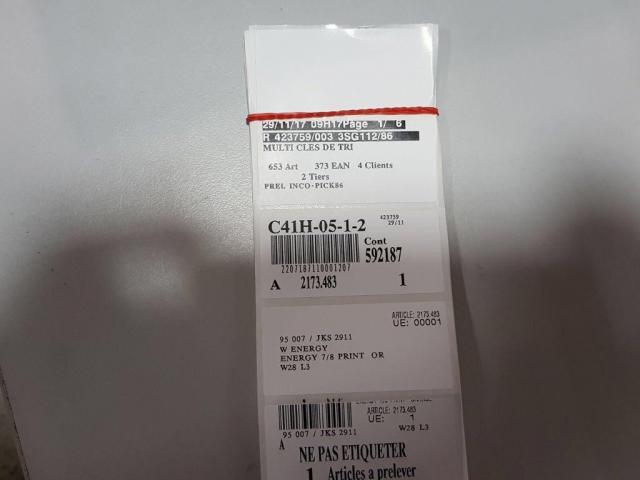 29/11/17 09H17Page 1/ 6
R 423759/003 3SG112/86
MULTI CLES DE TRI
653 Art 373 EAN 4 Clients
2 Tiers
PREL INCO-PICK86
C41H-05-1-2
423759
29/11
Cont
592187
2207187110001207
A 2173.483 1
ARTICLE: 2173.483
UE: 00001
95 007 / JKS 2911
W ENERGY
ENERGY 7/8 PRINT OR
W28 L3
ARTICLE: 2173.483
UE: 1
95 007 / JKS 2911 W28 L3
A
NE PAS ETIQUETER
1 Articles a prelever